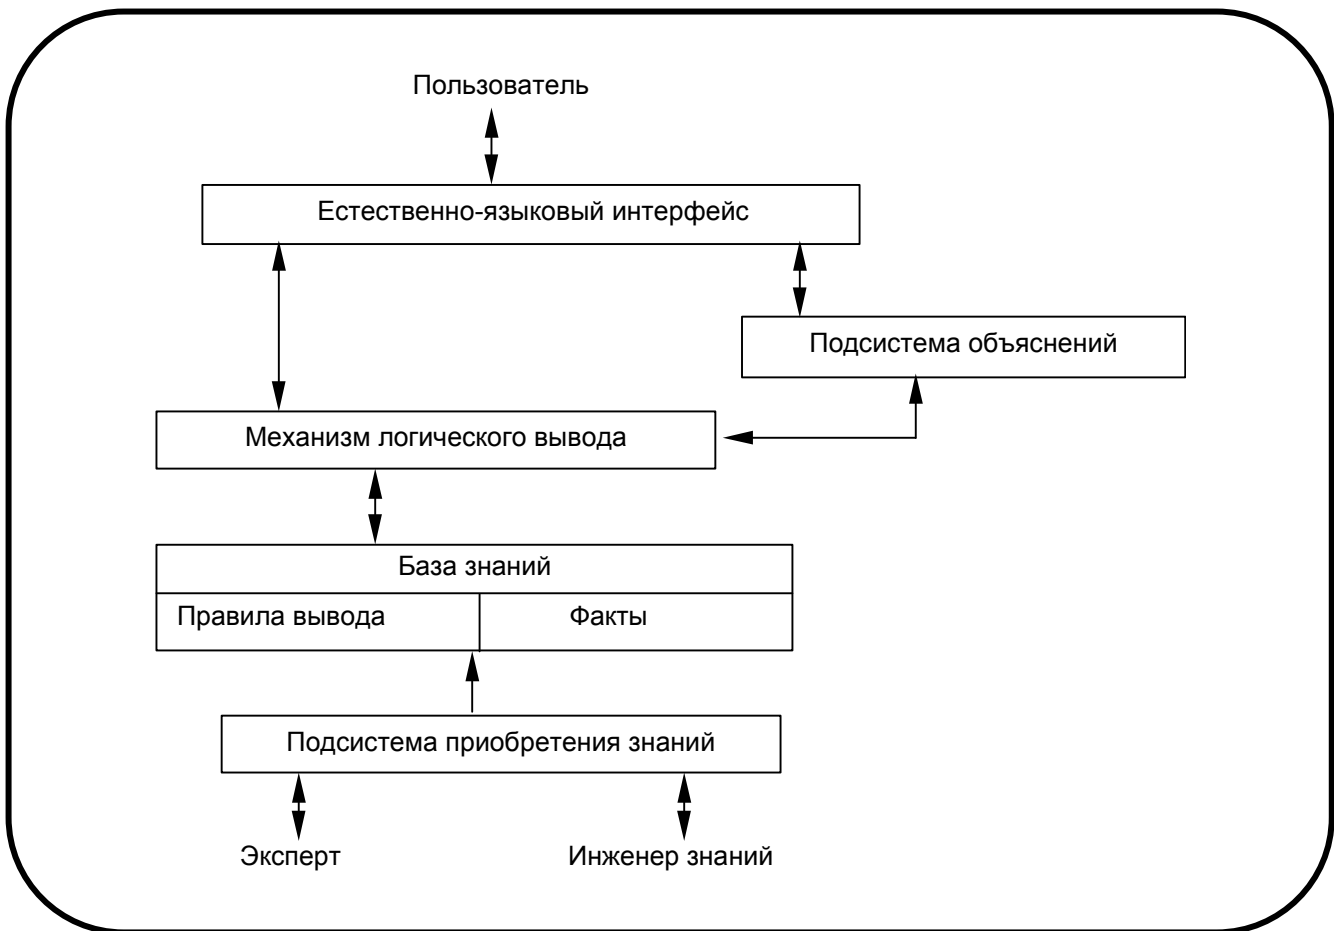 Пользователь
Естественно-языковый интерфейс
Подсистема объяснений
Механизм логического вывода
База знаний
Правила вывода
Факты
Подсистема приобретения знаний
Эксперт
Инженер знаний